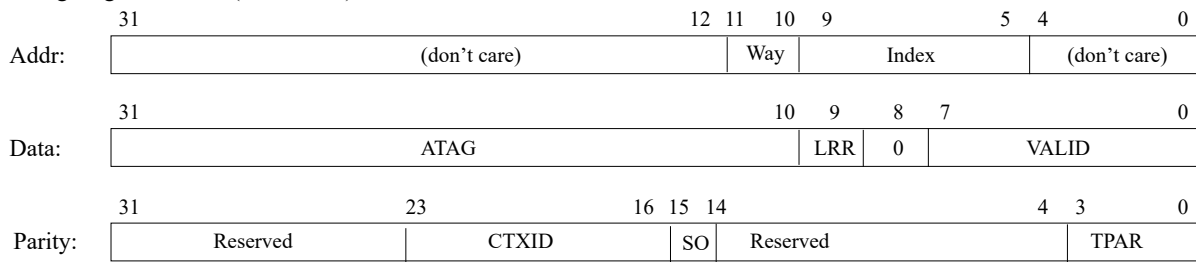 31 12 11 10 9 5 4 0
Addr: (don't care) Way Index (don't care)
31 10 9 8 7 0
Data: ATAG LRR 0 VALID
31 23 16 15 14 4 3 0
Parity: Reserved CTXID SO Reserved TPAR